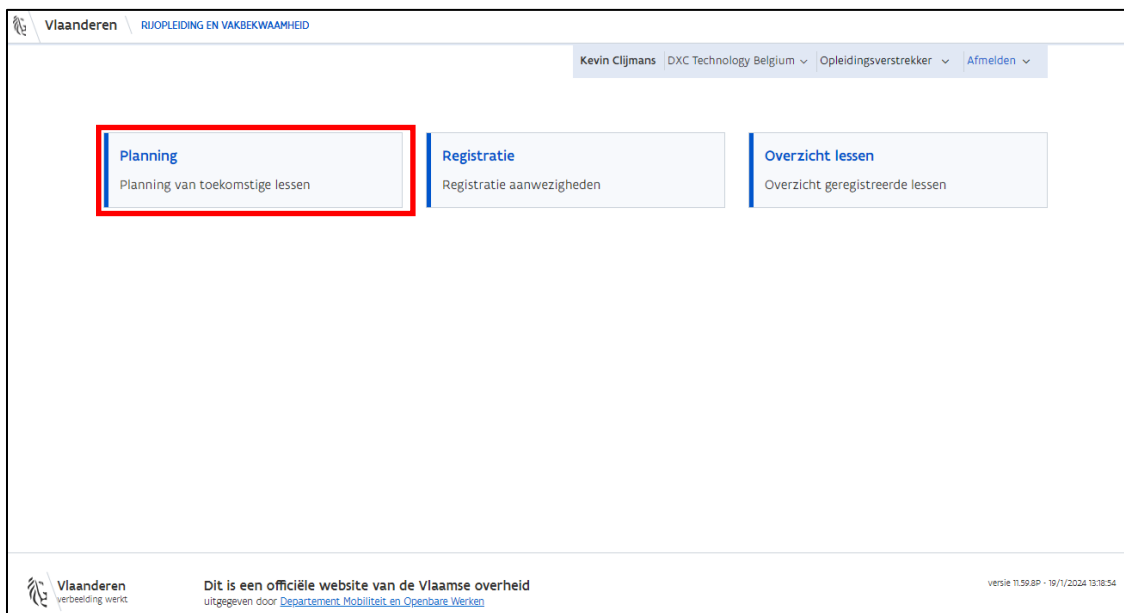 Vlaanderen RIJOPLEIDING EN VAKBEKWAAMHEID
Kevin Clijmans DXC Technology Belgium Opleidingsverstrekker Afmelden
Planning
Planning van toekomstige lessen
Registratie
Registratie aanwezigheden
Overzicht lessen
Overzicht geregistreerde lessen
Vlaanderen
verbeelding werkt
Dit is een officiële website van de Vlaamse overheid
uitgegeven door Departement Mobiliteit en Openbare Werken
versie 11.59.8P - 19/1/2024 13:18:54